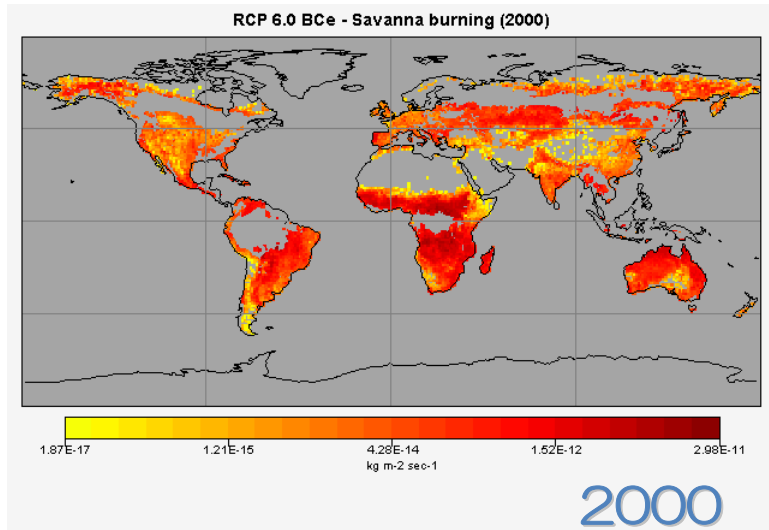 RCP 6.0 BCe - Savanna burning (2000)
1.87E-17 1.21E-15 4.28E-14 1.52E-12 2.98E-11
kg m-2 sec-1
2000